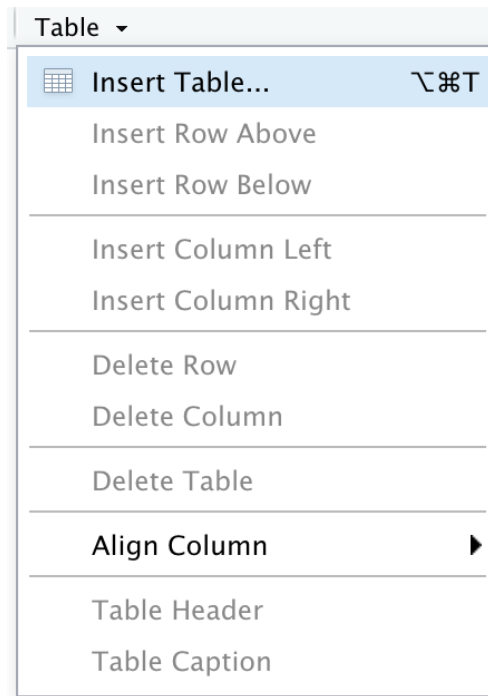 Table
Insert Table... ⌥⌘T
Insert Row Above
Insert Row Below
Insert Column Left
Insert Column Right
Delete Row
Delete Column
Delete Table
Align Column
Table Header
Table Caption